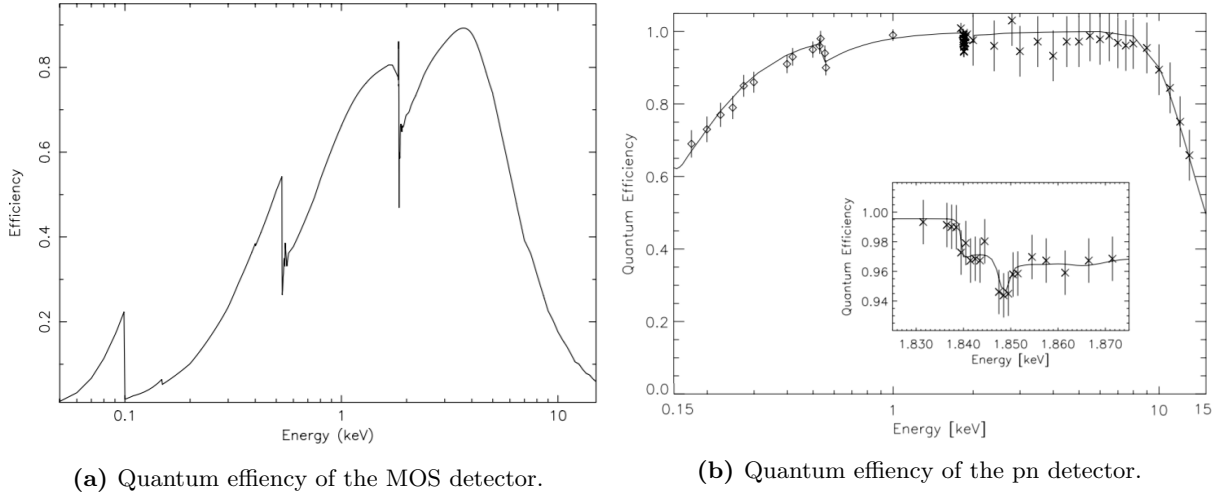 0.8
0.6
0.4
0.2
Efficiency
0.1
1
10
Energy (keV)
(a) Quantum effiency of the MOS detector.
1.0
0.8
0.6
0.4
0.2
0.0
Quantum Efficiency
1.00
0.98
0.96
0.94
Quantum Efficiency
1.830 1.840 1.850 1.860 1.870
Energy [keV]
0.15
1
10
15
Energy [keV]
(b) Quantum effiency of the pn detector.